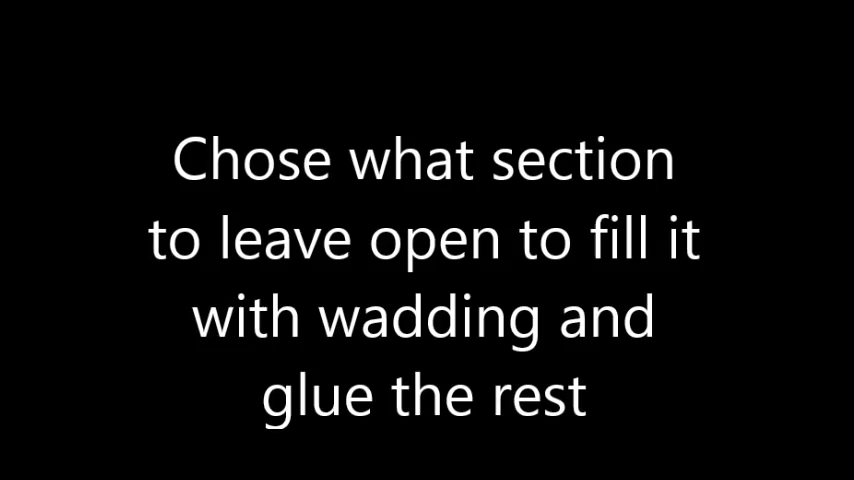 Chose what section
to leave open to fill it
with wadding and
glue the rest